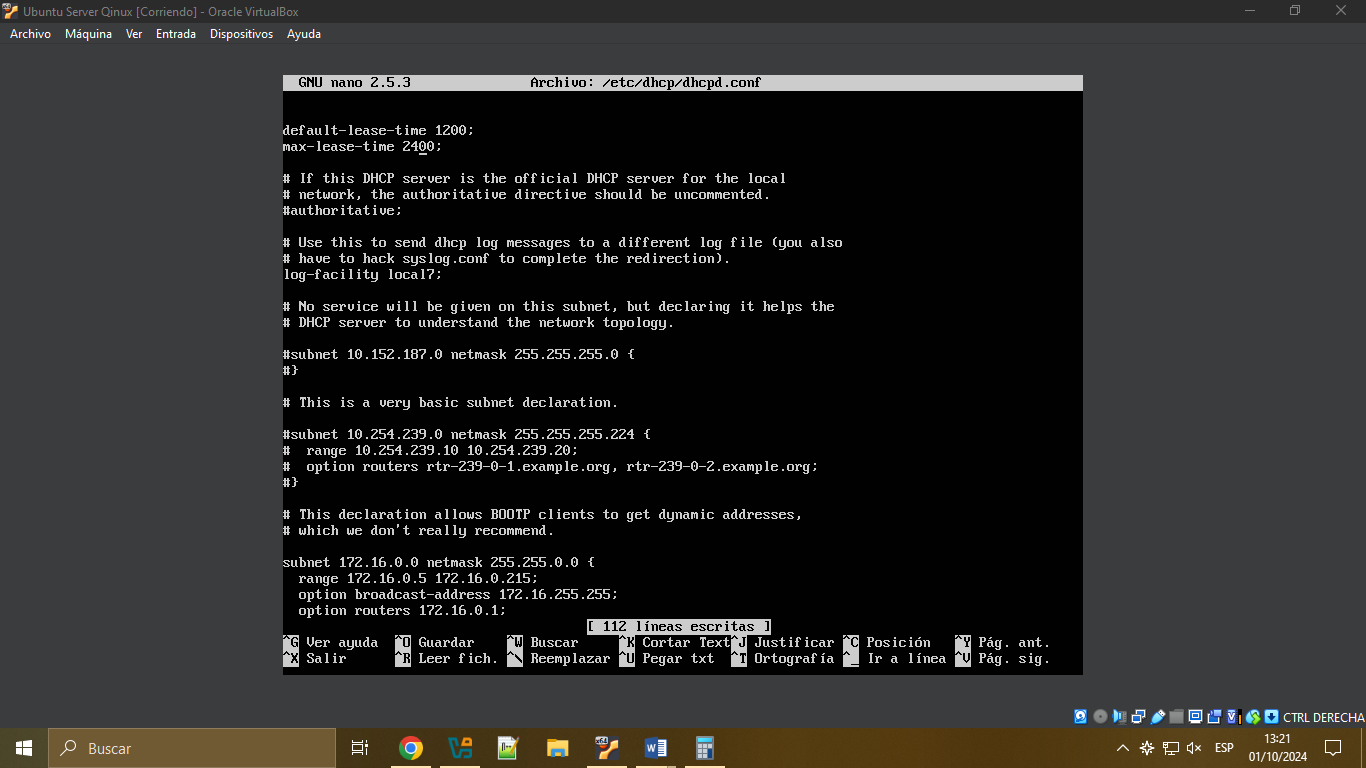 Ubuntu Server Qinux [Corriendo] - Oracle VirtualBox
Archivo Máquina Ver Entrada Dispositivos Ayuda
GNU nano 2.5.3 Archivo: /etc/dhcp/dhcpd.conf
default-lease-time 1200;
max-lease-time 2400;
# If this DHCP server is the official DHCP server for the local
# network, the authoritative directive should be uncommented.
#authoritative;
# Use this to send dhcp log messages to a different log file (you also
# have to hack syslog.conf to complete the redirection).
log-facility local7;
# No service will be given on this subnet, but declaring it helps the
# DHCP server to understand the network topology.
#subnet 10.152.187.0 netmask 255.255.255.0 {
#}
# This is a very basic subnet declaration.
#subnet 10.254.239.0 netmask 255.255.255.224 {
#  range 10.254.239.10 10.254.239.20;
#  option routers rtr-239-0-1.example.org, rtr-239-0-2.example.org;
#}
# This declaration allows BOOTP clients to get dynamic addresses,
# which we don't really recommend.
subnet 172.16.0.0 netmask 255.255.0.0 {
  range 172.16.0.5 172.16.0.215;
  option broadcast-address 172.16.255.255;
  option routers 172.16.0.1;
[ 112 líneas escritas ]
^G Ver ayuda ^O Guardar ^W Buscar ^K Cortar Text ^J Justificar ^C Posición ^Y Pág. ant.
^X Salir ^R Leer fich. ^\ Reemplazar ^U Pegar txt ^T Ortografía ^_ Ir a línea ^V Pág. sig.
CTRL DERECHA
Buscar
ESP
13:21
01/10/2024